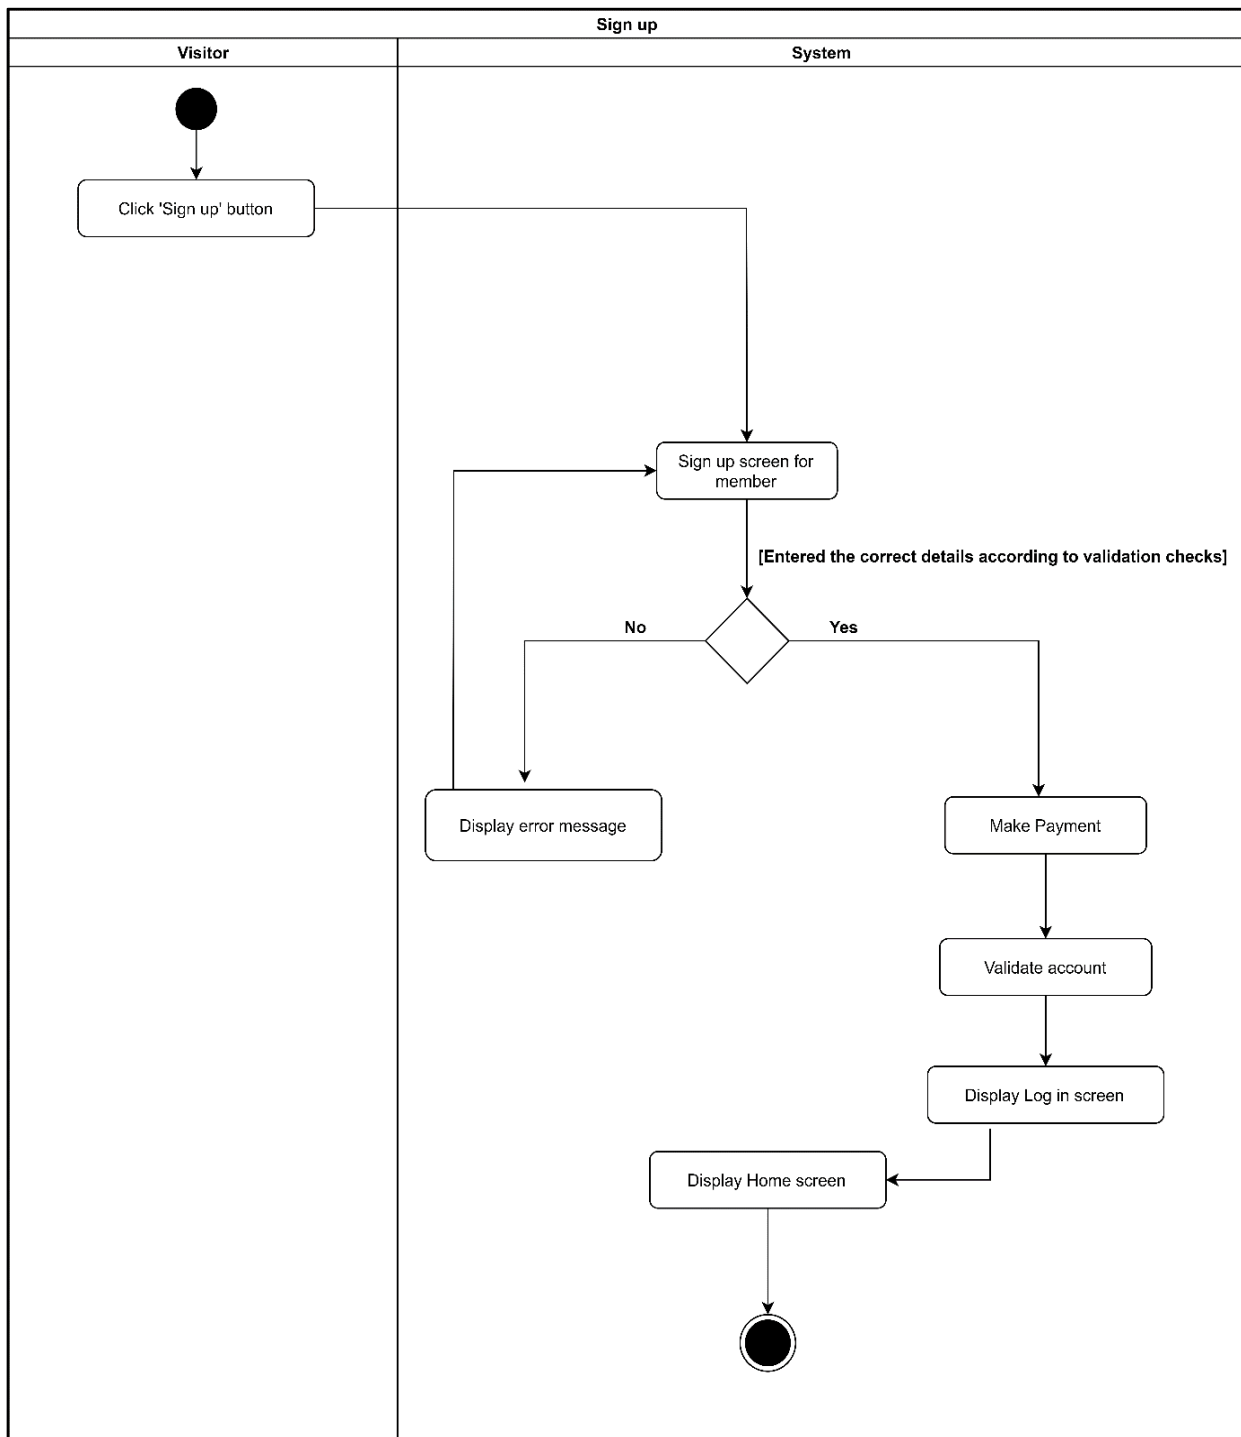 Sign up
Visitor
System
Click 'Sign up' button
Sign up screen for
member
[Entered the correct details according to validation checks]
No
Yes
Display error message
Make Payment
Validate account
Display Log in screen
Display Home screen